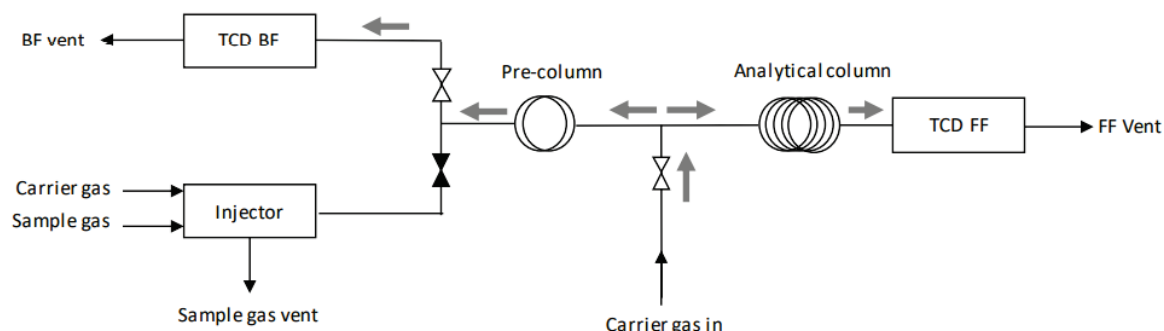 TCD BF
BF vent
Pre-column
Analytical column
TCD FF
FF Vent
Carrier gas
Sample gas
Injector
Sample gas vent
Carrier gas in